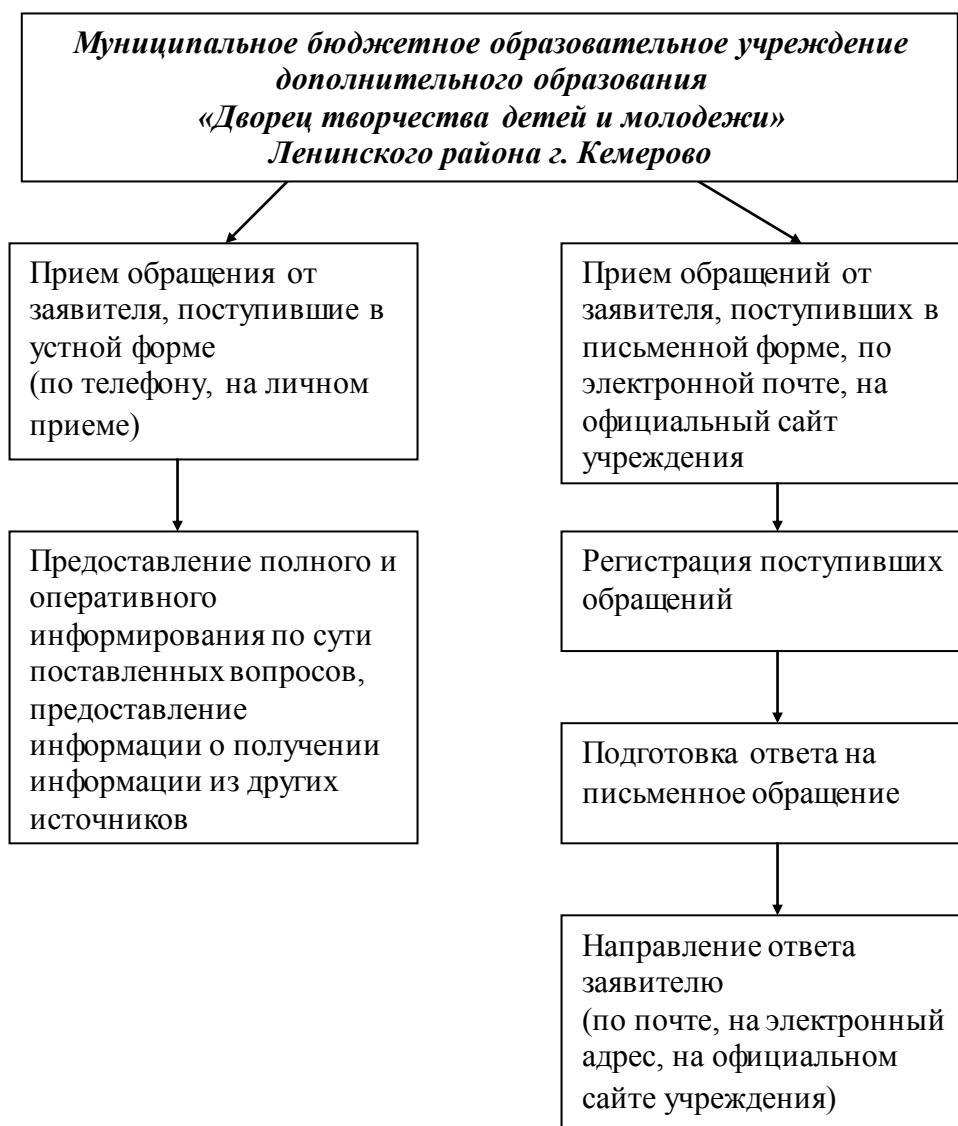 Муниципальное бюджетное образовательное учреждение
дополнительного образования
«Дворец творчества детей и молодежи»
Ленинского района г. Кемерово
Прием обращения от
заявителя, поступившие в
устной форме
(по телефону, на личном
приеме)
Предоставление полного и
оперативного
информирования по сути
поставленных вопросов,
предоставление
информации о получении
информации из других
источников
Прием обращений от
заявителя, поступивших в
письменной форме, по
электронной почте, на
официальный сайт
учреждения
Регистрация поступивших
обращений
Подготовка ответа на
письменное обращение
Направление ответа
заявителю
(по почте, на электронный
адрес, на официальном
сайте учреждения)